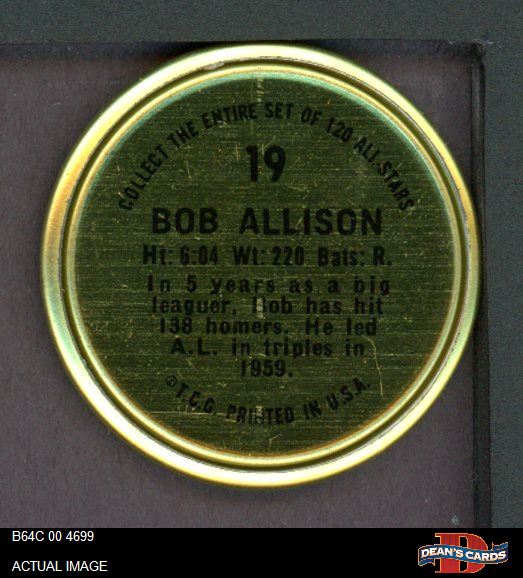 COLLECT THE ENTIRE SET OF 120 ALL-STARS
19
BOB ALLISON
Ht: 6:04 Wt: 220 Bats: R.
In 5 years as a big
leaguer, Bob has hit
138 homers. He led
A.L. in triples in
1959.
©T.C.G. PRINTED IN U.S.A.
B64C 00 4699
ACTUAL IMAGE
D
DEAN'S CARDS